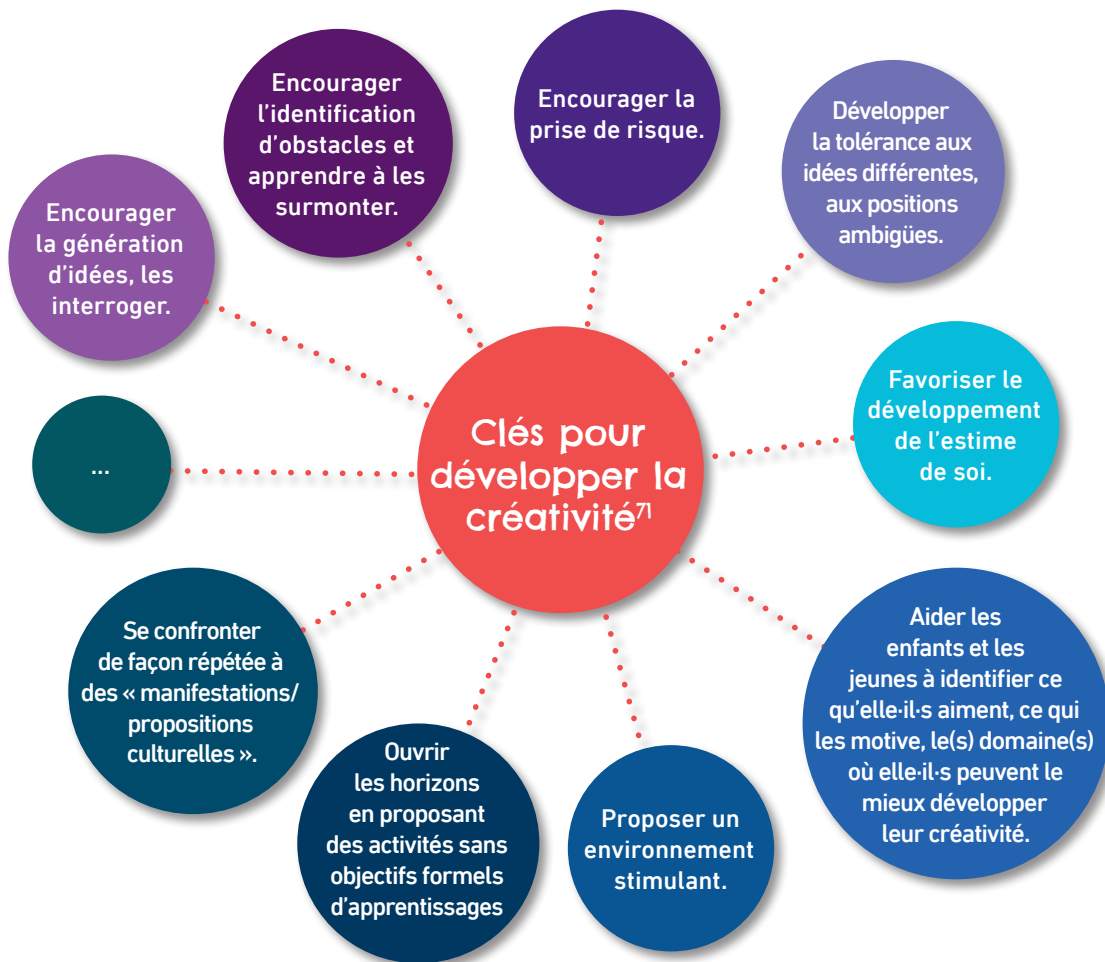 Encourager
l'identification
d'obstacles et
apprendre à les
surmonter.
Encourager la
prise de risque.
Développer
la tolérance aux
idées différentes,
aux positions
ambigües.
Encourager
la génération
d'idées, les
interroger.
Favoriser le
développement
de l'estime
de soi.
Clés pour
développer la
créativité71
...
Se confronter
de façon répétée à
des « manifestations/
propositions
culturelles ».
Aider les
enfants et les
jeunes à identifier ce
qu'elle·il·s aiment, ce qui
les motive, le(s) domaine(s)
où elle·il·s peuvent le
mieux développer
leur créativité.
Ouvrir
les horizons
en proposant
des activités sans
objectifs formels
d'apprentissages
Proposer un
environnement
stimulant.